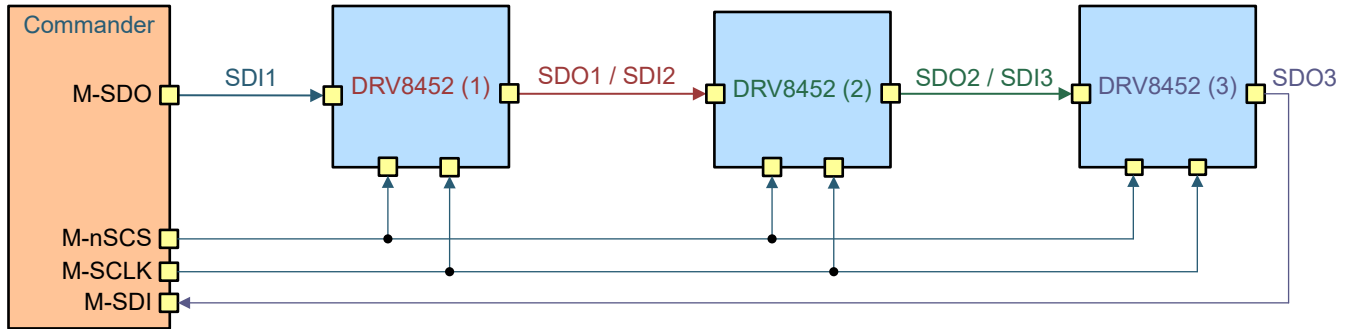 Commander
M-SDO
SDI1
DRV8452 (1)
SDO1 / SDI2
DRV8452 (2)
SDO2 / SDI3
DRV8452 (3)
SDO3
M-nSCS
M-SCLK
M-SDI